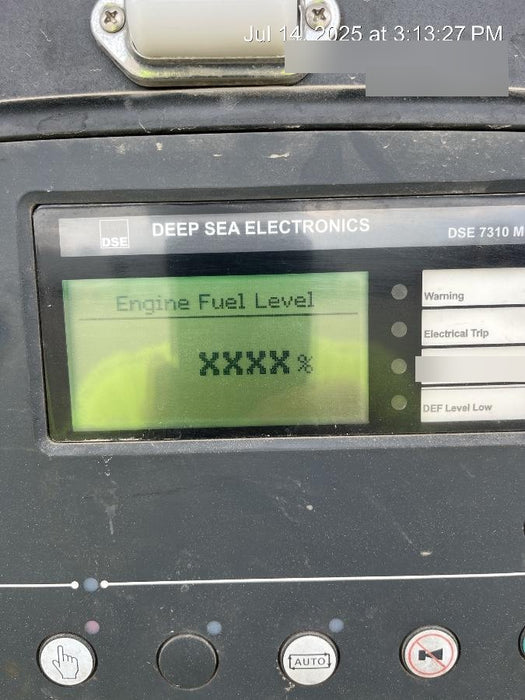 Jul 14, 2025 at 3:13:27 PM
DSE
DEEP SEA ELECTRONICS
DSE 7310 M
Engine Fuel Level
XXXX %
Warning
Electrical Trip
DEF Level Low
AUTO